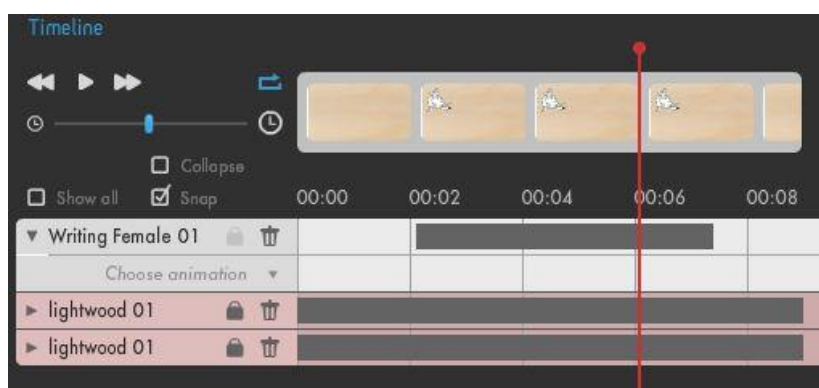 Timeline
Collapse
Show all Snap 00:00 00:02 00:04 00:06 00:08
Writing Female 01
Choose animation
lightwood 01
lightwood 01